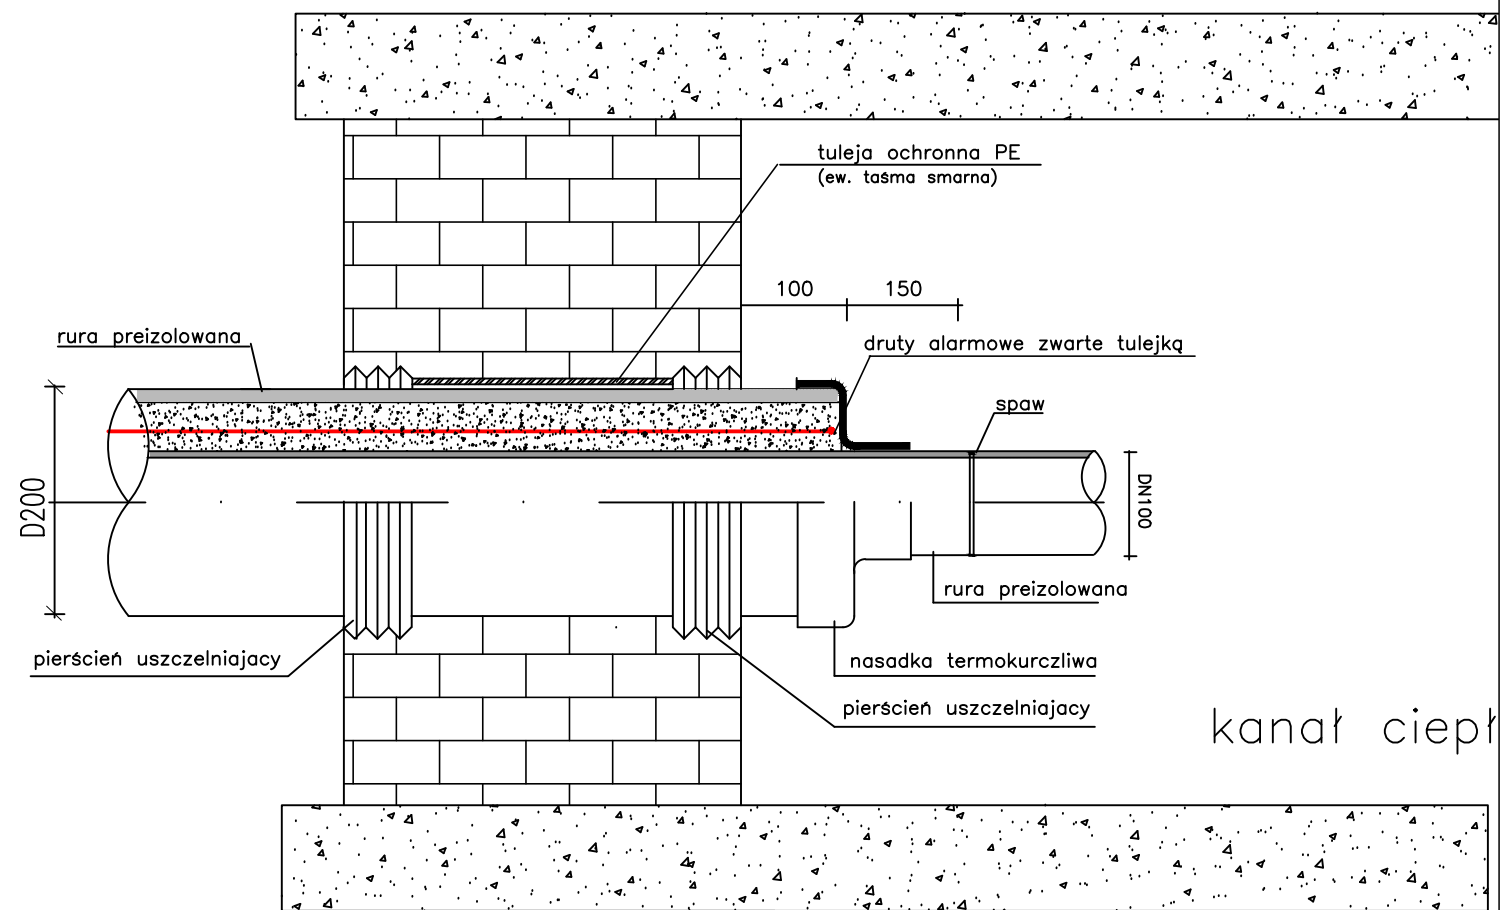 tuleja ochronna PE
(ew. taśma smarna)
100
150
rura preizolowana
druty alarmowe zwarte tulejką
spaw
D200
DN100
rura preizolowana
pierścień uszczelniajacy
nasadka termokurczliwa
pierścień uszczelniajacy
kanał ciepł